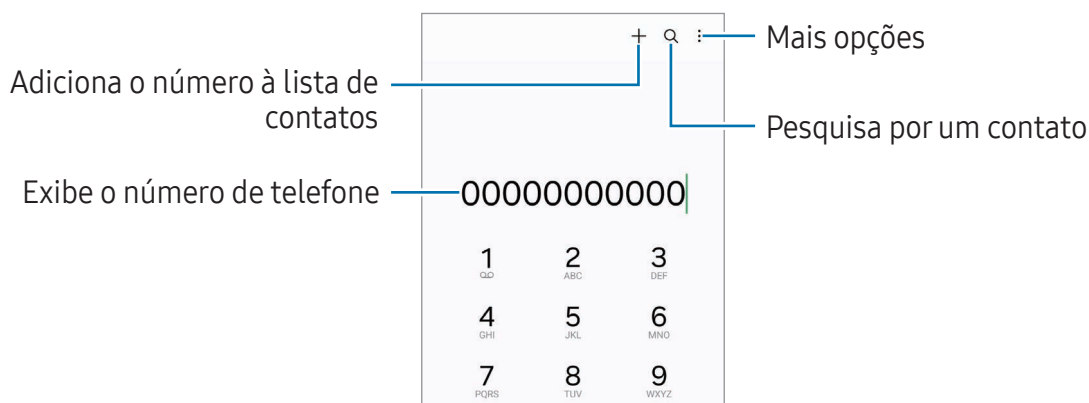 Mais opções
Adiciona o número à lista de
contatos
Pesquisa por um contato
Exibe o número de telefone
00000000000
1 2 3
ABC DEF
4 5 6
GHI JKL MNO
7 8 9
PQRS TUV WXYZ